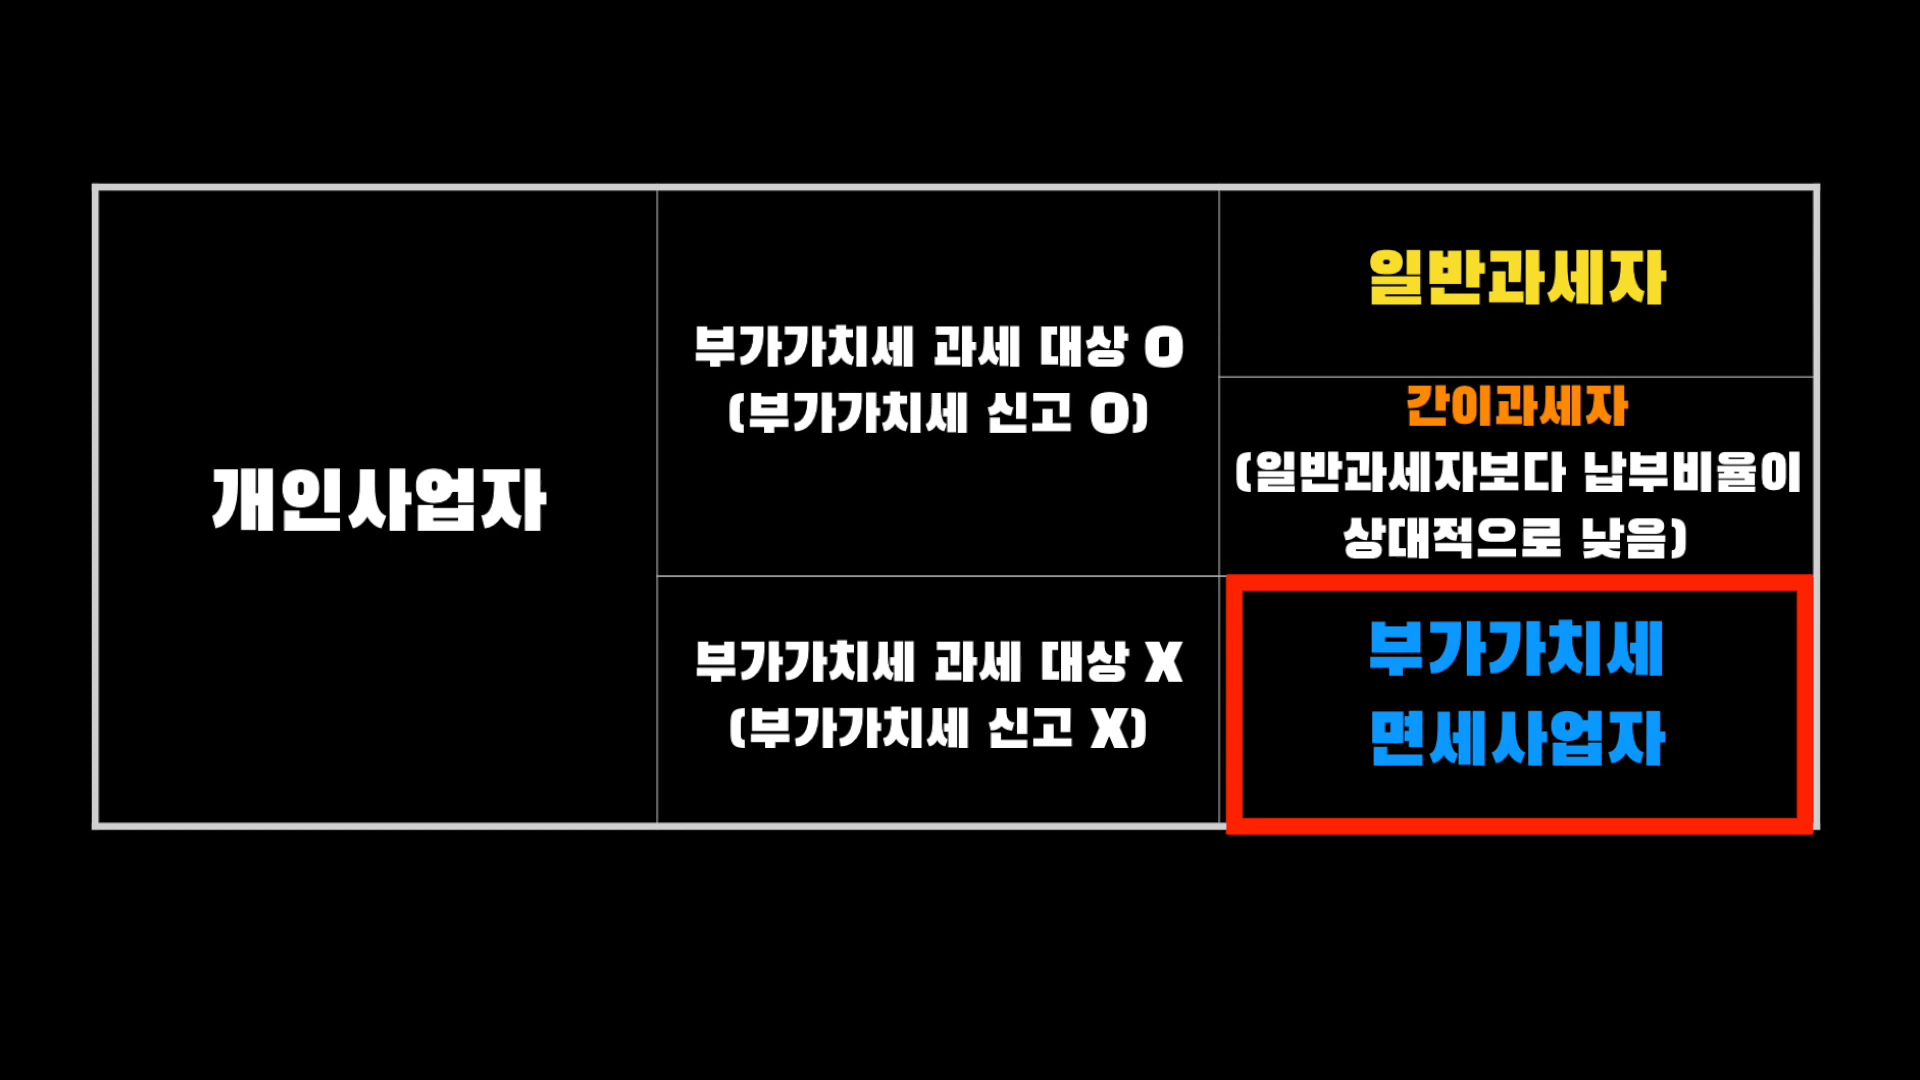 개인사업자
부가가치세 과세 대상 O
(부가가치세 신고 O)
일반과세자
간이과세자
(일반과세자보다 납부비율이
상대적으로 낮음)
부가가치세 과세 대상 X
(부가가치세 신고 X)
부가가치세
면세사업자